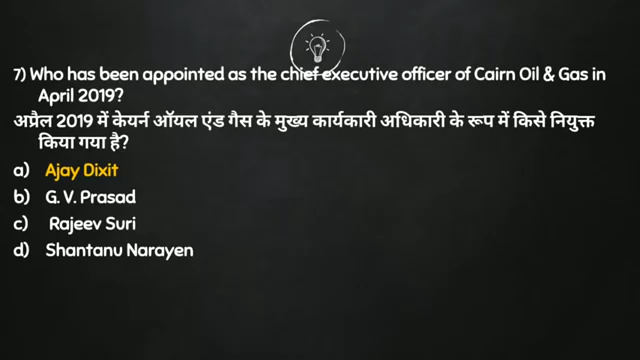 7) Who has been appointed as the chief executive officer of Cairn Oil & Gas in
April 2019?
अप्रैल 2019 में केयर्न ऑयल एंड गैस के मुख्य कार्यकारी अधिकारी के रूप में किसे नियुक्त
किया गया है?
a) Ajay Dixit
b) G. V. Prasad
c) Rajeev Suri
d) Shantanu Narayen